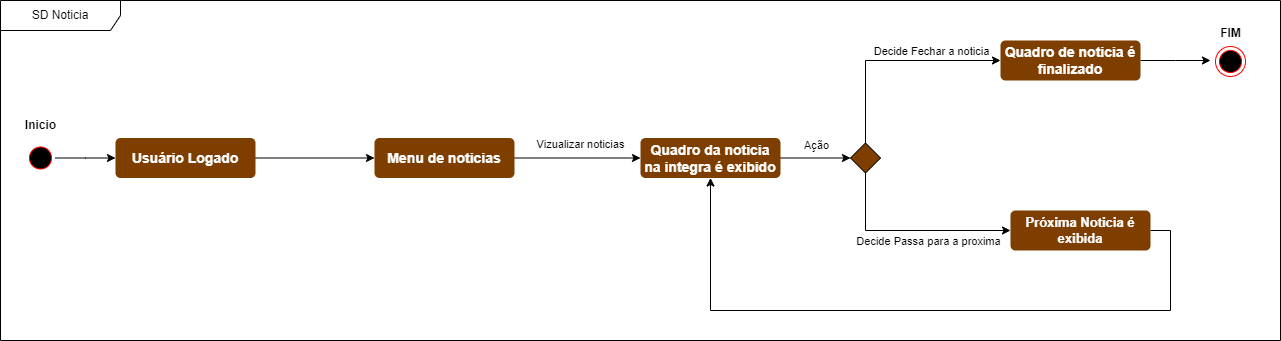 SD Noticia
FIM
Decide Fechar a noticia
Quadro de noticia é
finalizado
Inicio
Usuário Logado
Menu de noticias
Vizualizar noticias
Quadro da noticia
na integra é exibido
Ação
Decide Passa para a proxima
Próxima Noticia é
exibida